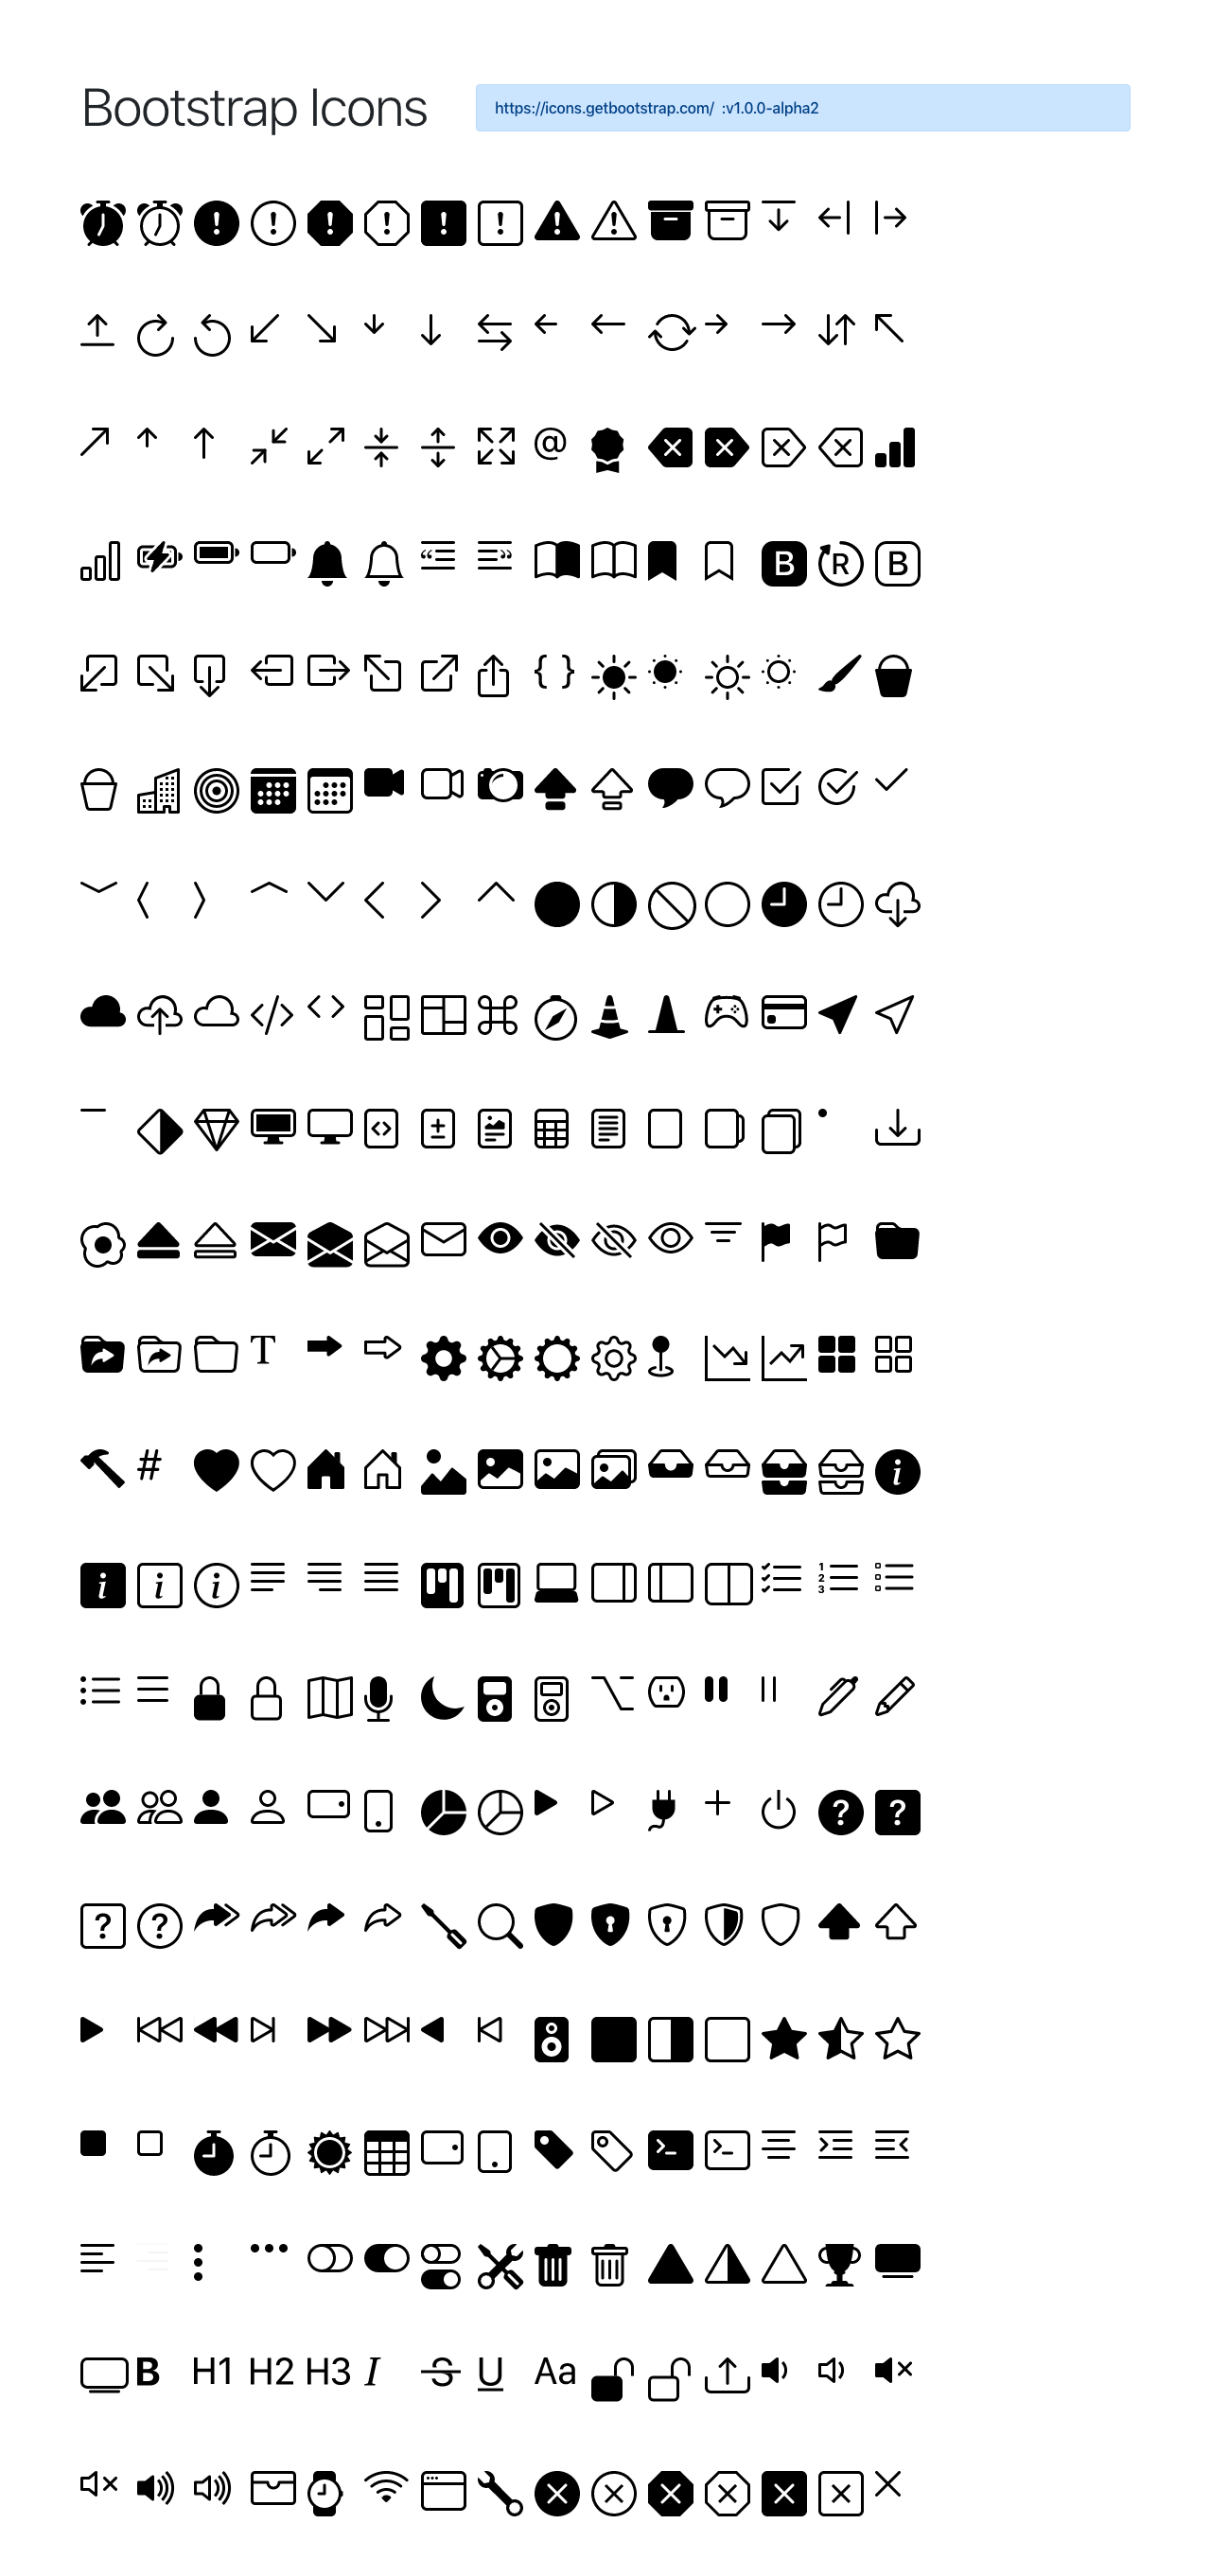 Bootstrap Icons
https://icons.getbootstrap.com/ :v1.0.0-alpha2
! ! ! ! ! ! ! !
@
B R B
{ }
</>
< >
T
#
i
i i i
1
2
3
? ?
? ?
B H1 H2 H3 I S U Aa